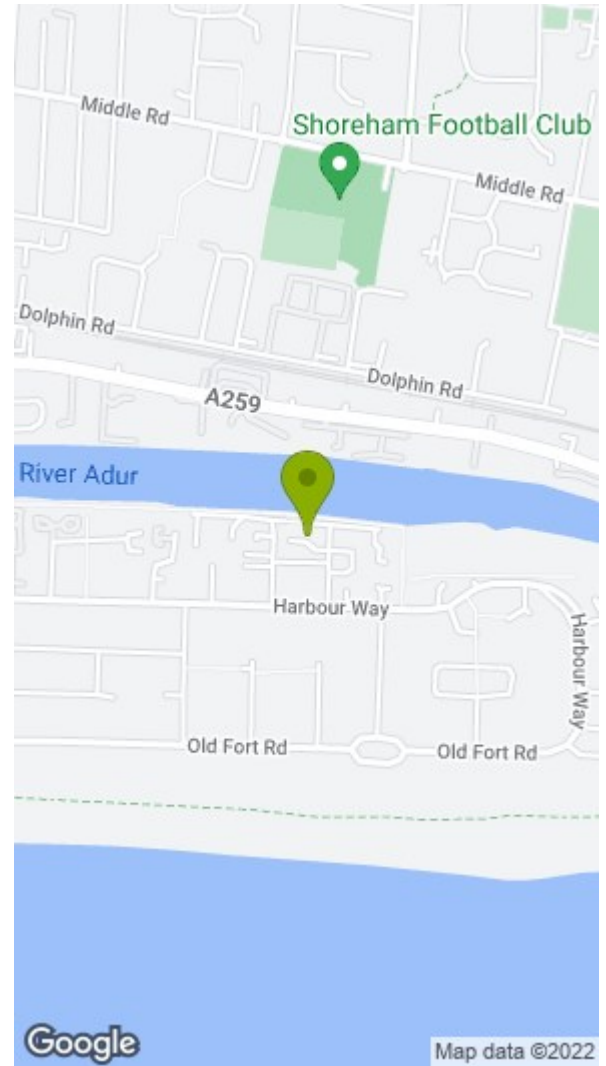 Middle Rd
Shoreham Football Club
Middle Rd
Dolphin Rd
Dolphin Rd
A259
River Adur
Harbour Way
Harbour Way
Old Fort Rd
Old Fort Rd
Google
Map data ©2022